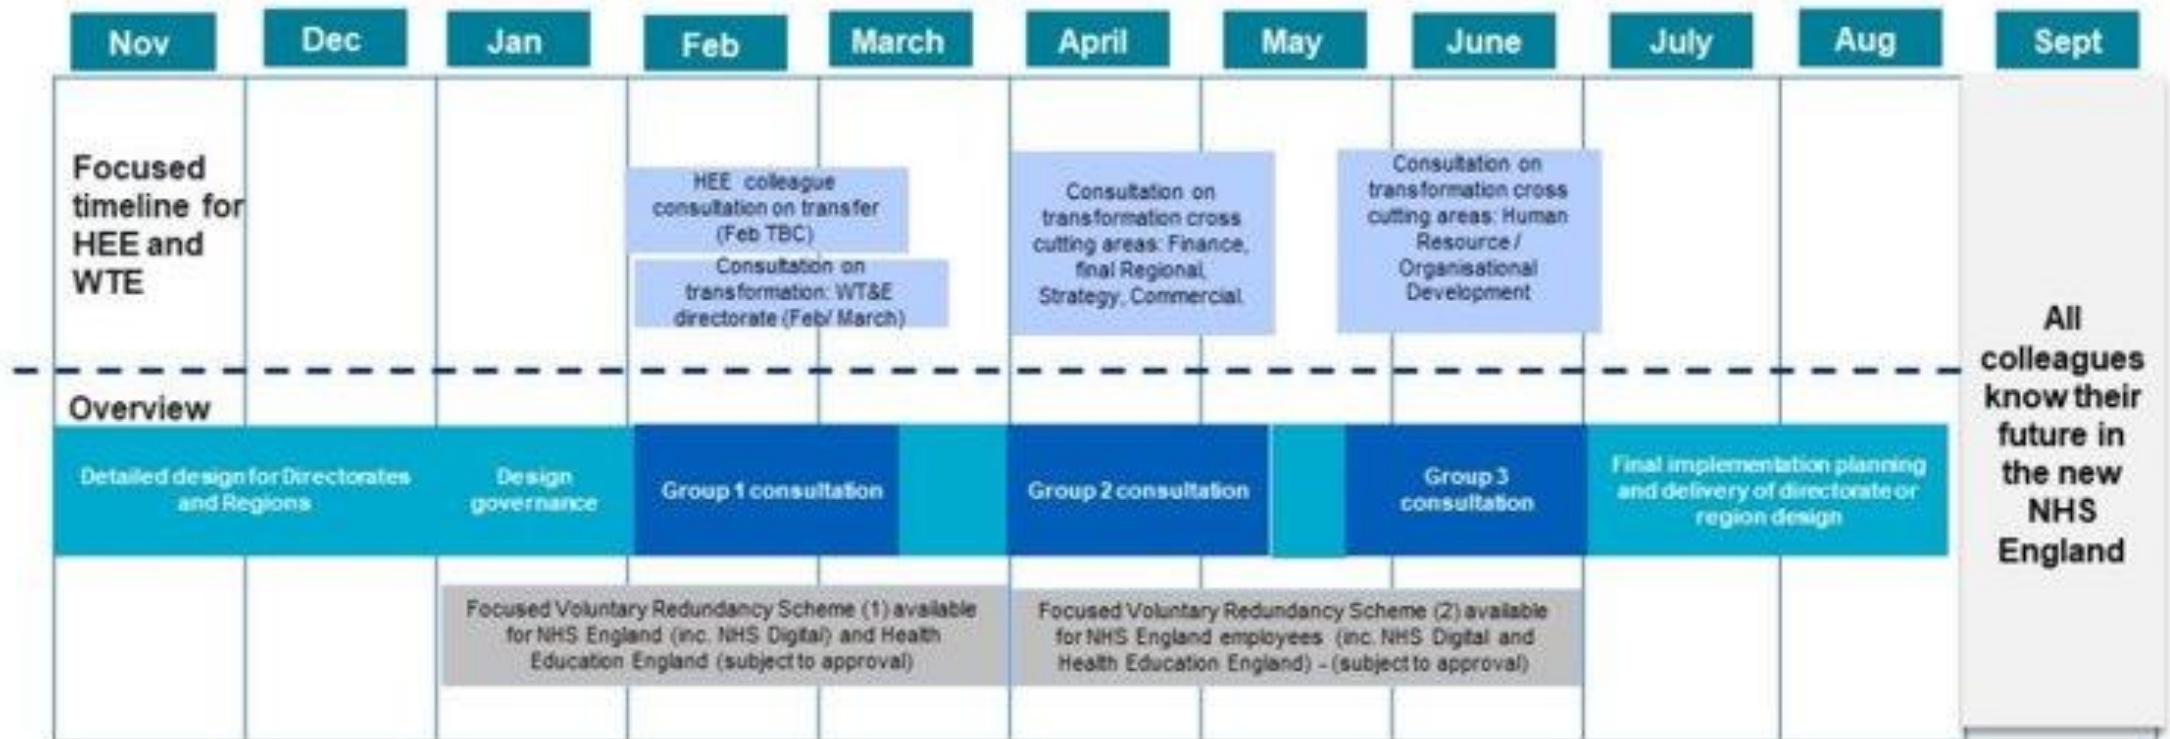 Nov
Dec
Jan
Feb
March
April
May
June
July
Aug
Sept
Focused
timeline for
HEE and
WTE
HEE colleague
consultation on transfer
(Feb TBC)
Consultation on
transformation: WT&E
directorate (Feb/ March)
Consultation on
transformation cross
cutting areas: Finance,
final Regional,
Strategy, Commercial.
Consultation on
transformation cross
cutting areas: Human
Resource /
Organisational
Development
Overview
Detailed design for Directorates
and Regions
Design
governance
Group 1 consultation
Group 2 consultation
Group 3
consultation
Final implementation planning
and delivery of directorate or
region design
Focused Voluntary Redundancy Scheme (1) available
for NHS England (inc. NHS Digital) and Health
Education England (subject to approval)
Focused Voluntary Redundancy Scheme (2) available
for NHS England employees (inc. NHS Digital and
Health Education England) - (subject to approval)
All
colleagues
know their
future in
the new
NHS
England